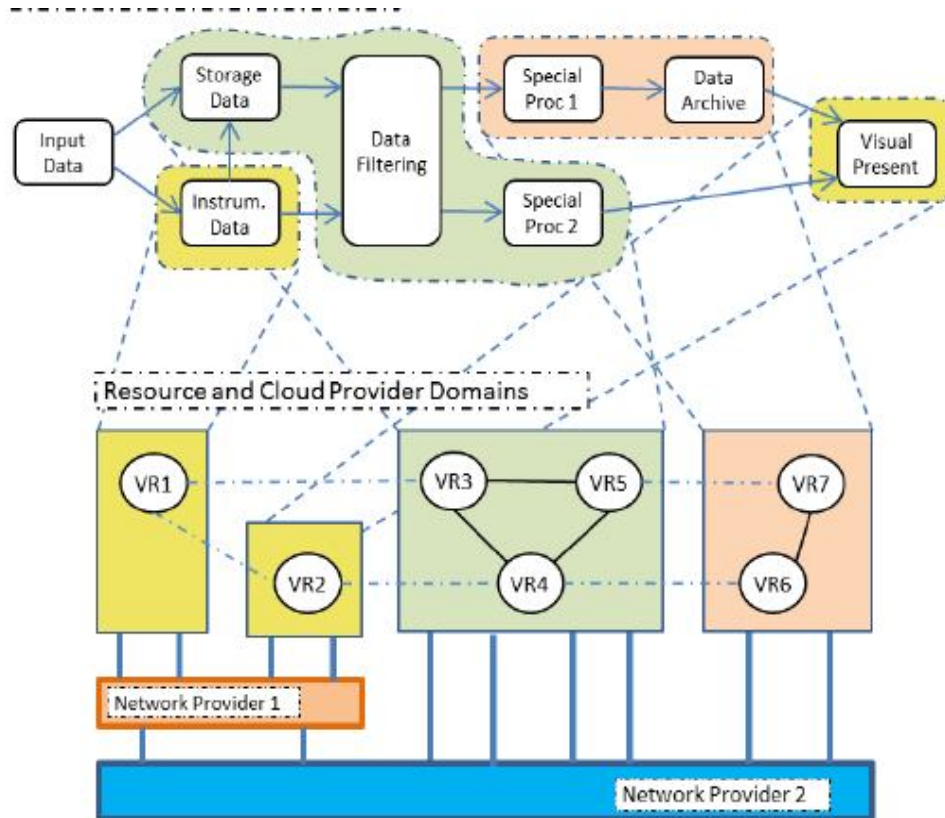 Storage
Data
Special
Proc 1
Data
Archive
Input
Data
Data
Filtering
Visual
Present
Instrum.
Data
Special
Proc 2
Resource and Cloud Provider Domains
VR1
VR3
VR5
VR7
VR2
VR4
VR6
Network Provider 1
Network Provider 2